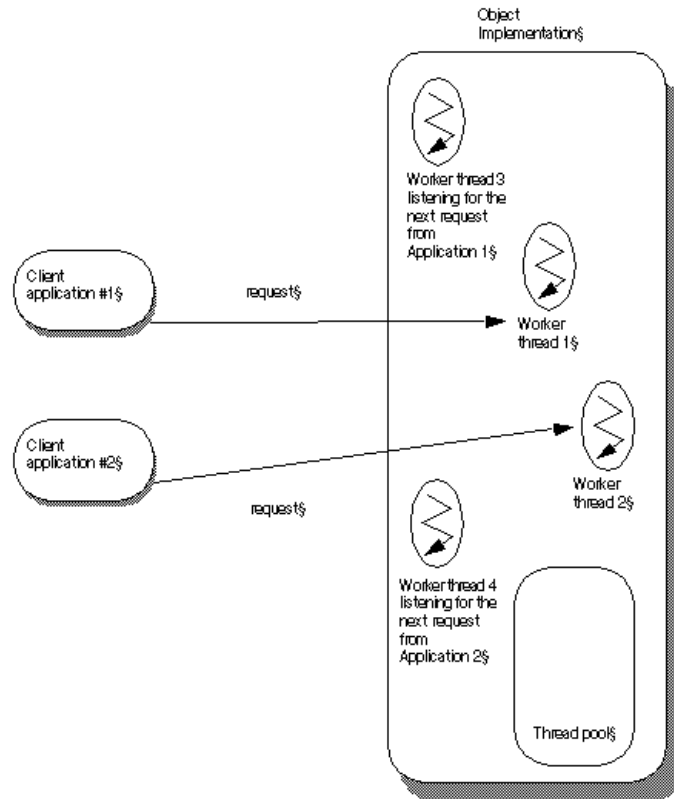 Object
Implementation§
Worker thread 3
listening for the
next request
from
Application 1§
Client
application #1§
request§
Worker
thread 1§
Client
application #2§
request§
Worker
thread 2§
Worker thread 4
listening for the
next request
from
Application 2§
Thread pool§